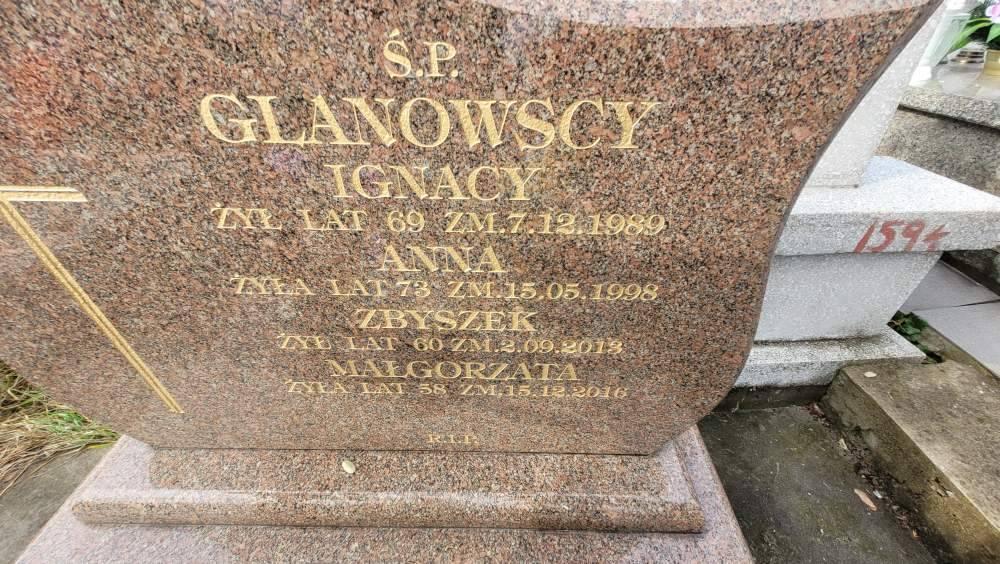 Ś.P.
GLANOWSCY
IGNACY
ŻYŁ LAT 69 ZM.7.12.1989
ANNA
ŻYŁA LAT 73 ZM.15.05.1998
ZBYSZEK
ŻYŁ LAT 60 ZM.2.09.2013
MAŁGORZATA
ŻYŁA LAT 58 ZM.15.12.2016
R.I.P.